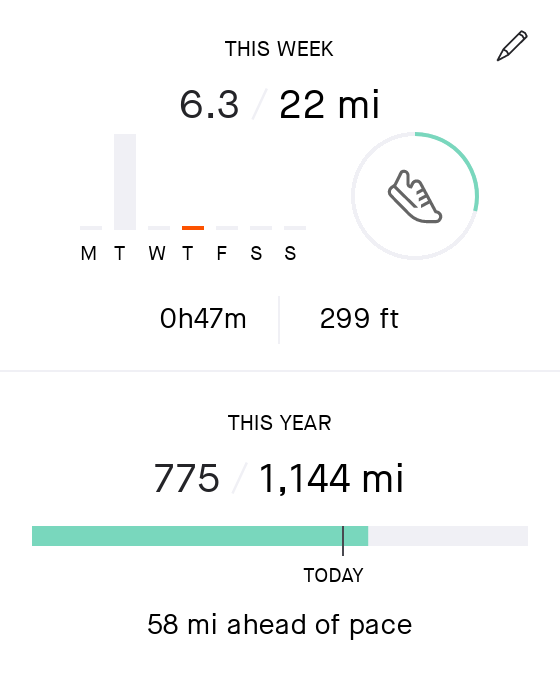 THIS WEEK
6.3 / 22 mi
M T W T F S S
0h47m 299 ft
THIS YEAR
775 / 1,144 mi
TODAY
58 mi ahead of pace